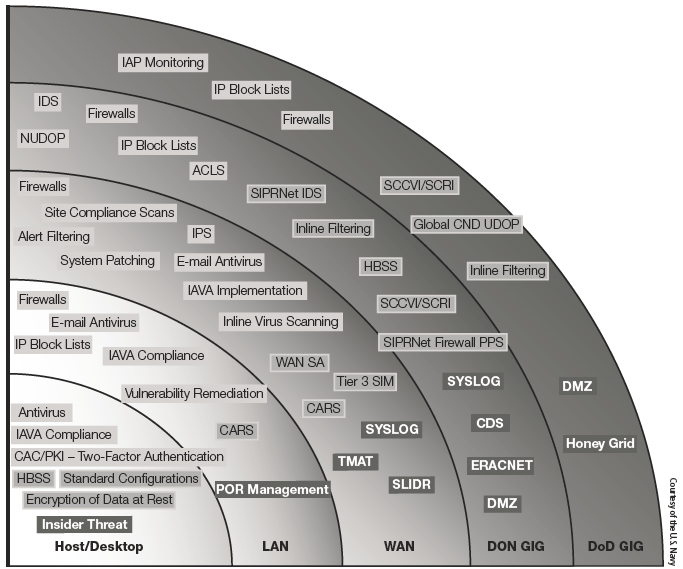 IAP Monitoring
IP Block Lists
Firewalls
SCCVI/SCRI
Global CND UDOP
Inline Filtering
DMZ
Honey Grid
DoD GIG
IDS
Firewalls
NUDOP
IP Block Lists
ACLS
SIPRNet IDS
Inline Filtering
HBSS
SCCVI/SCRI
SIPRNet Firewall PPS
SYSLOG
CDS
ERACNET
DMZ
DON GIG
Firewalls
Site Compliance Scans
Alert Filtering
IPS
System Patching
E-mail Antivirus
IAVA Implementation
Inline Virus Scanning
WAN SA
Tier 3 SIM
CARS
SYSLOG
TMAT
SLIDR
WAN
Firewalls
E-mail Antivirus
IP Block Lists
IAVA Compliance
Vulnerability Remediation
CARS
POR Management
LAN
Antivirus
IAVA Compliance
CAC/PKI – Two-Factor Authentication
HBSS
Standard Configurations
Encryption of Data at Rest
Insider Threat
Host/Desktop
Courtesy of the U.S. Navy